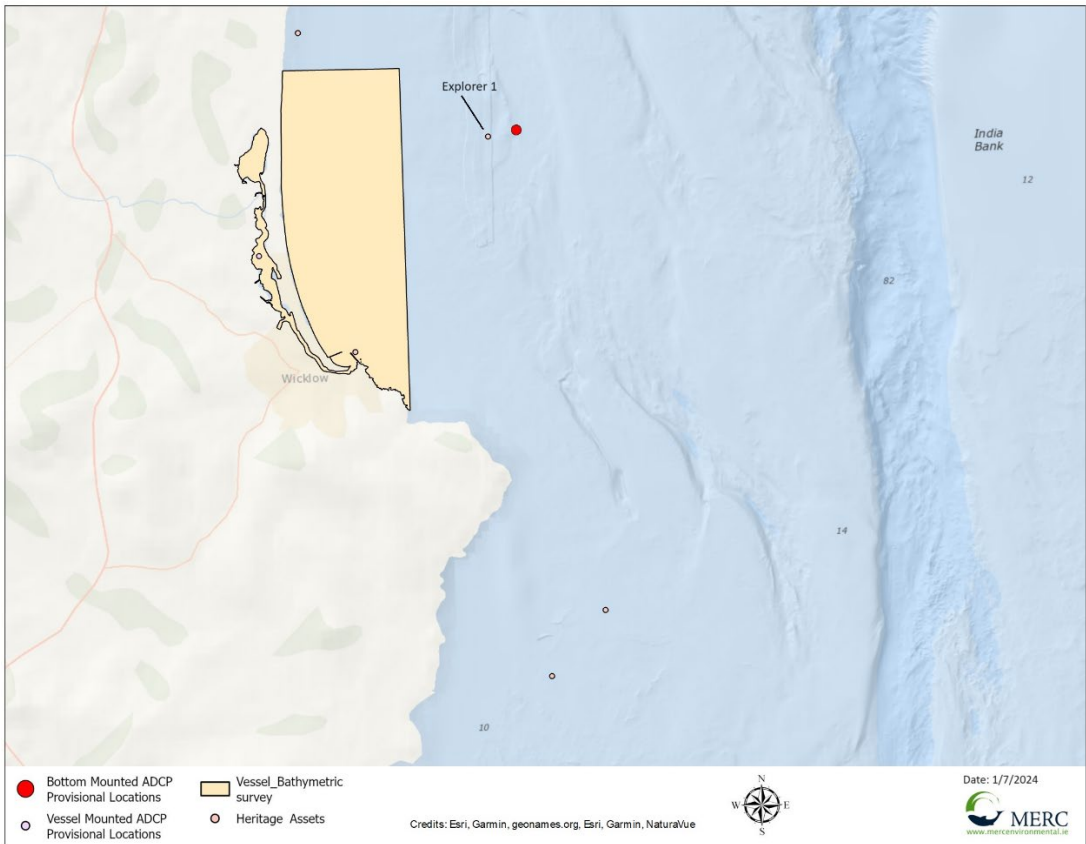 Explorer 1
India
Bank
12
82
Wicklow
14
10
Bottom Mounted ADCP
Provisional Locations
Vessel Mounted ADCP
Provisional Locations
Vessel_Bathymetric
survey
Heritage Assets
Credits: Esri, Garmin, geonames.org, Esri, Garmin, NaturaVue
N
W
E
S
Date: 1/7/2024
MERC
www.mercenvironmental.ie